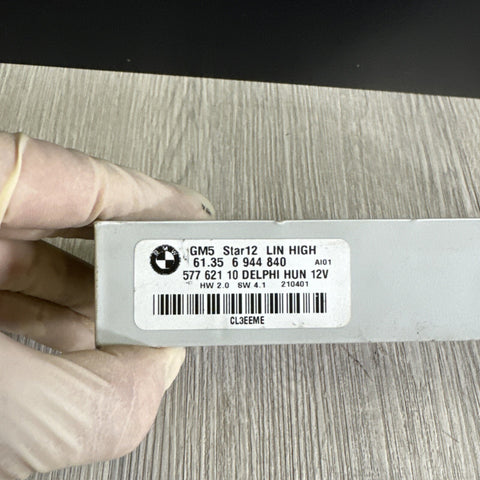 BMW
GM5 Star12 LIN HIGH
61.35 6 944 840 AI01
577 621 10 DELPHI HUN 12V
HW 2.0 SW 4.1 210401
CL3EEME